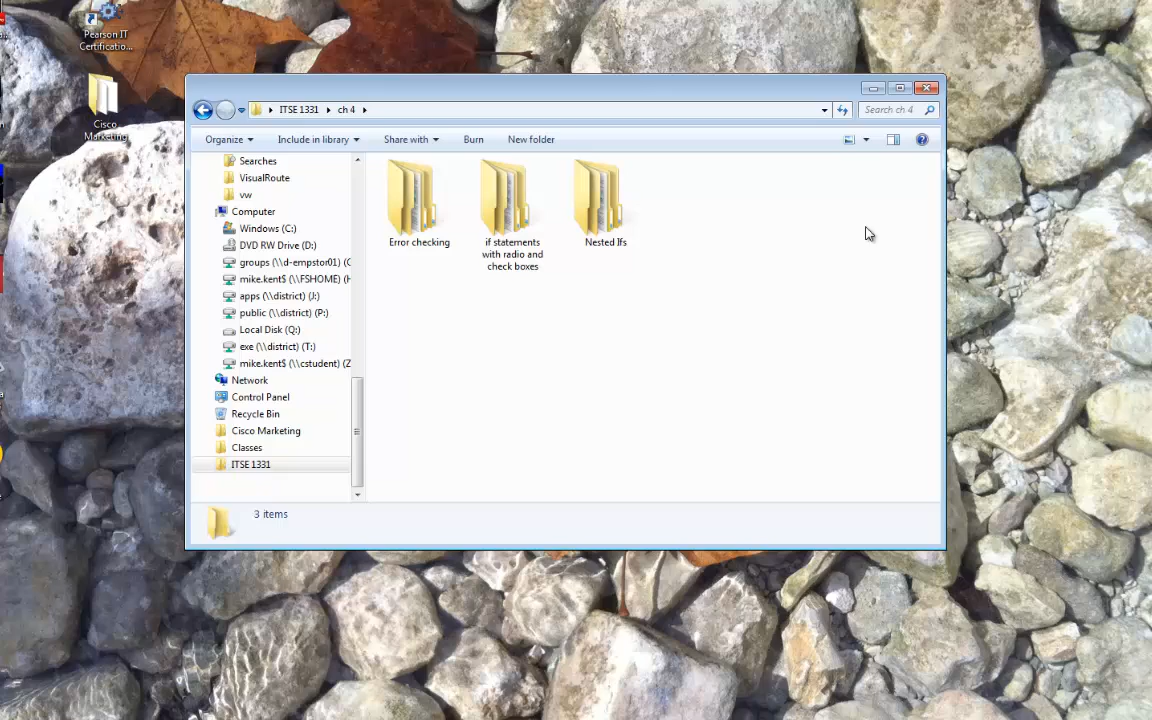 Pearson IT
Certificatio...
Cisco
Marketing
ITSE 1331 ch 4
Search ch 4
Organize Include in library Share with Burn New folder
Searches
VisualRoute
vw
Computer
Windows (C:)
DVD RW Drive (D:)
groups (\\d-empstor01) (G
mike.kent$ (\\FSHOME) (H
apps (\\district) (J:)
public (\\district) (P:)
Local Disk (Q:)
exe (\\district) (T:)
mike.kent$ (\\cstudent) (Z
Network
Control Panel
Recycle Bin
Cisco Marketing
Classes
ITSE 1331
Error checking
if statements
with radio and
check boxes
Nested Ifs
3 items